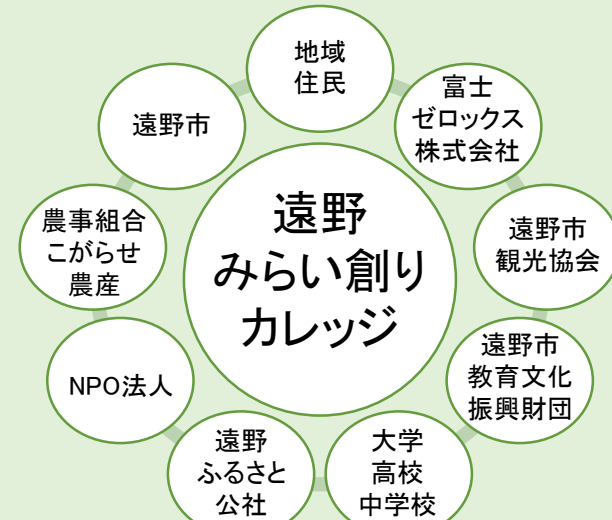 地域
住民
富士
ゼロックス
株式会社
遠野市
観光協会
遠野市
教育文化
振興財団
大学
高校
中学校
遠野
ふるさと
公社
NPO法人
農事組合
こがらせ
農産
遠野市
遠野
みらい創り
カレッジ